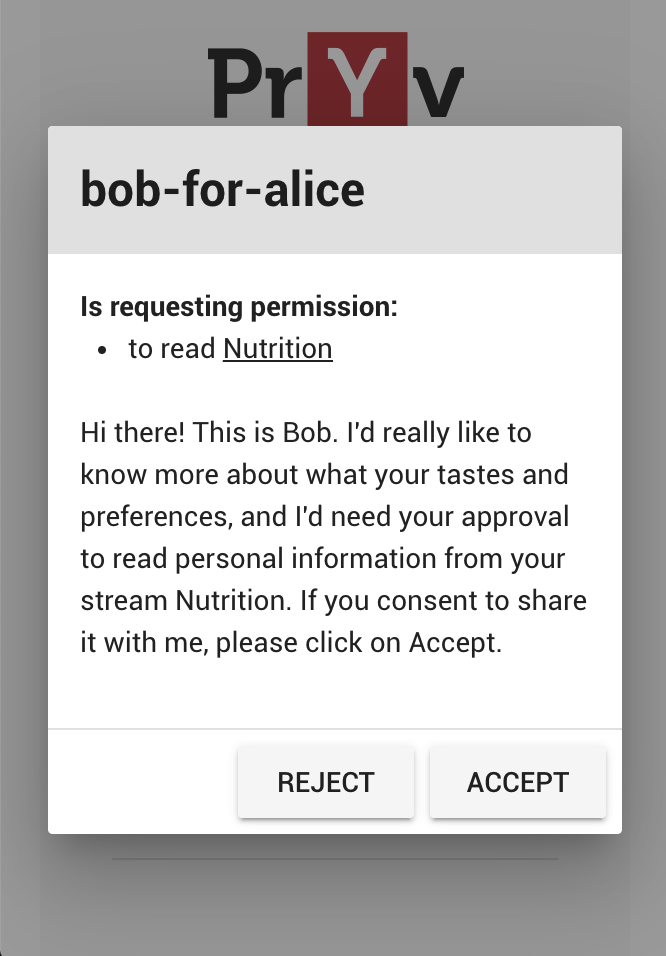 PrYv
bob-for-alice
Is requesting permission:
• to read Nutrition
Hi there! This is Bob. I'd really like to
know more about what your tastes and
preferences, and I'd need your approval
to read personal information from your
stream Nutrition. If you consent to share
it with me, please click on Accept.
REJECT ACCEPT